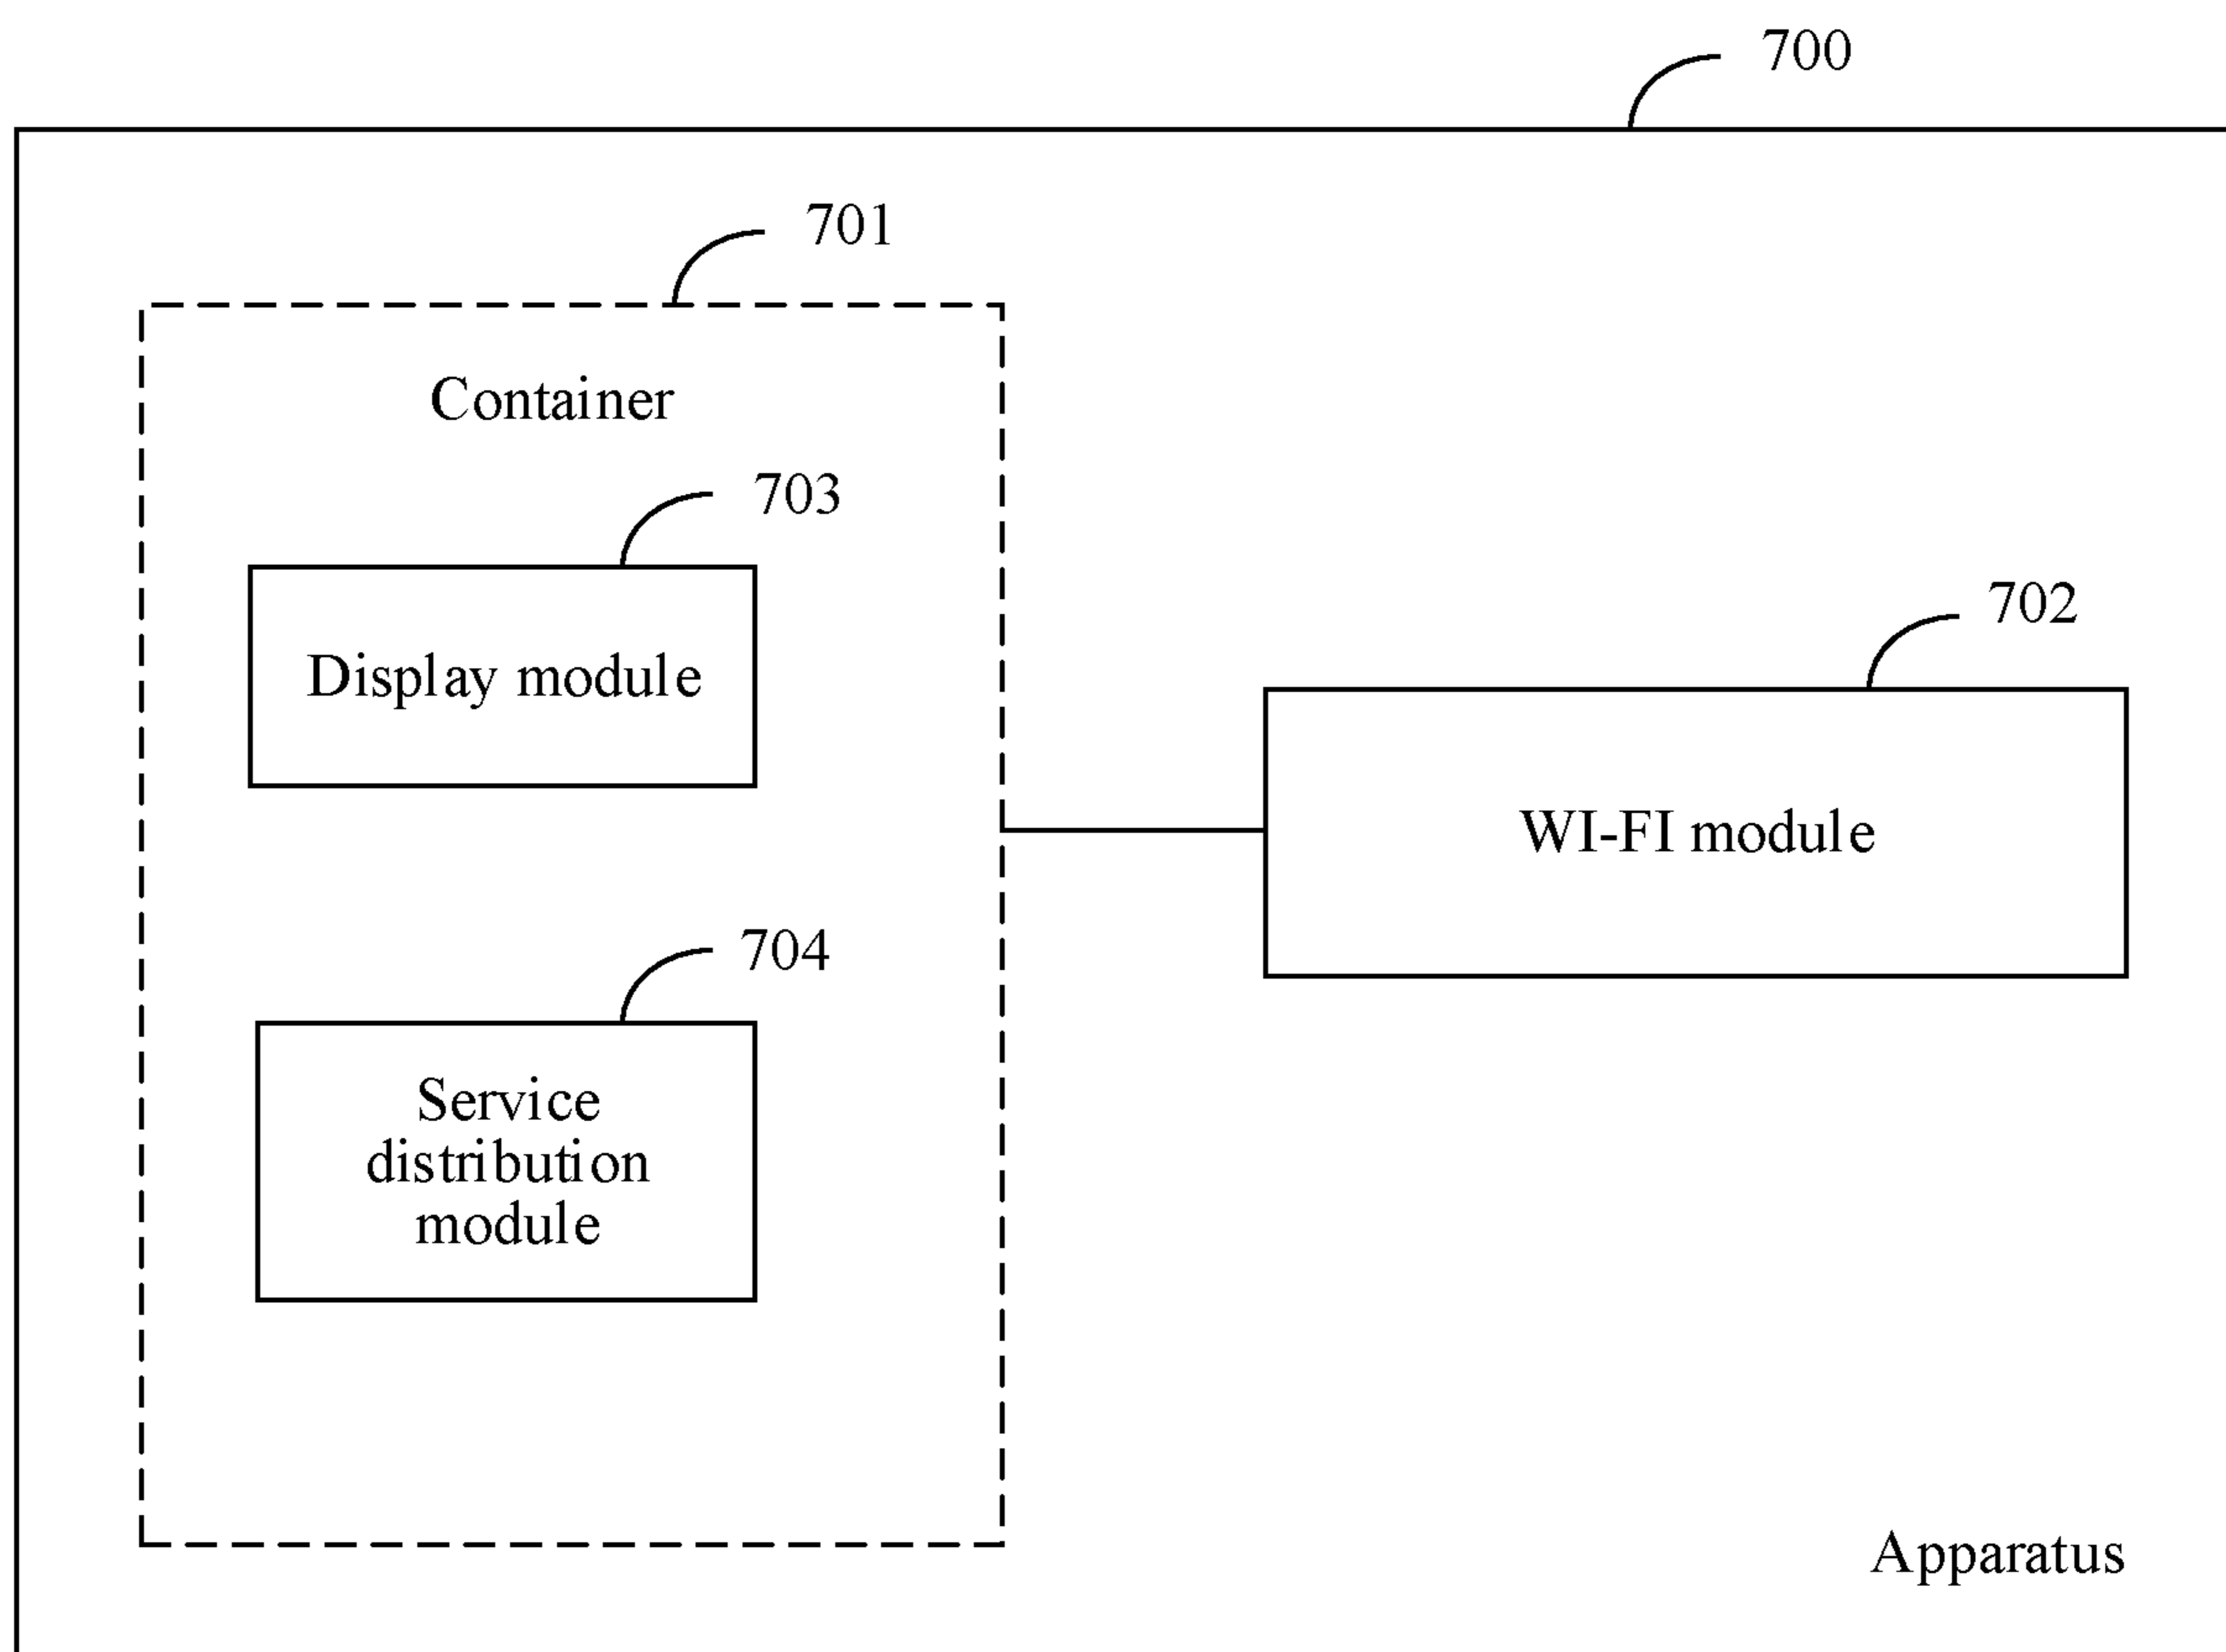 700
701
Container
703
Display module
702
WI-FI module
704
Service
distribution
module
Apparatus